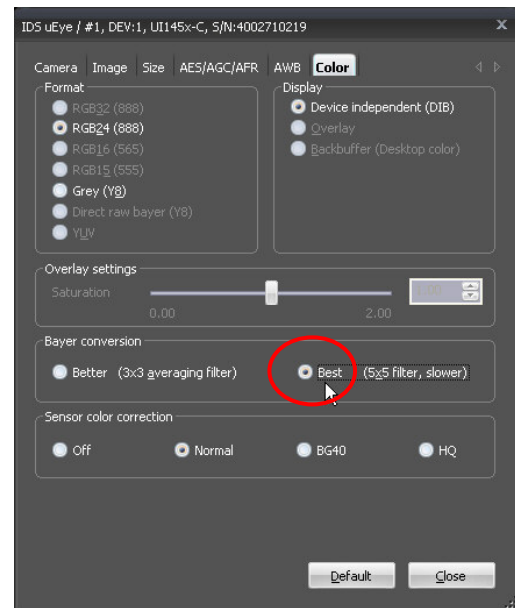 IDS uEye / #1, DEV:1, UI145x-C, S/N:4002710219 x
Camera Image Size AES/AGC/AFR AWB Color
Format
RGB32 (888)
RGB24 (888)
RGB16 (565)
RGB15 (555)
Grey (Y8)
Direct raw bayer (Y8)
YUV
Display
Device independent (DIB)
Overlay
Backbuffer (Desktop color)
Overlay settings
Saturation
0.00 2.00
Bayer conversion
Better (3x3 averaging filter) Best (5x5 filter, slower)
Sensor color correction
Off Normal BG40 HQ
Default Close